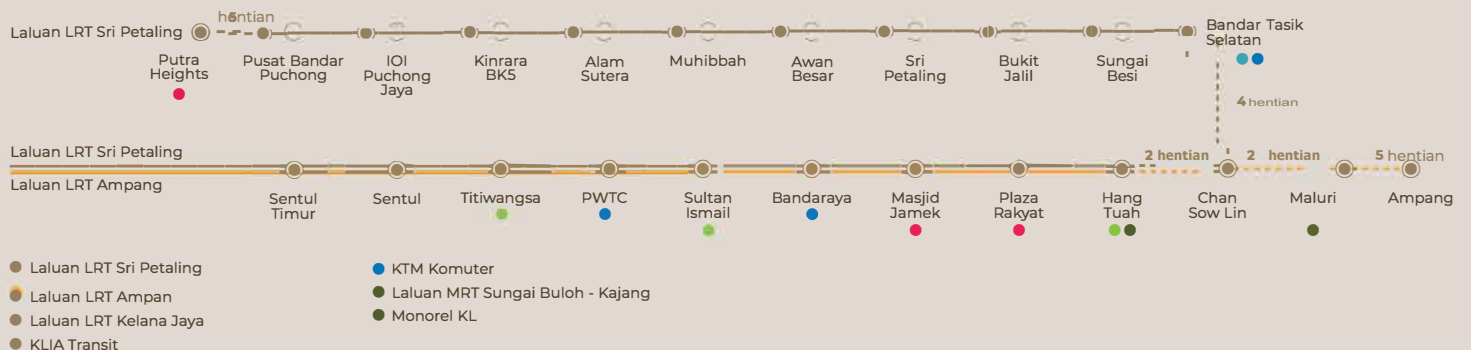 5 hentian
Laluan LRT Sri Petaling
Bandar Tasik
Selatan
Putra
Heights
Pusat Bandar
Puchong
IOI
Puchong
Jaya
Kinrara
BK5
Alam
Sutera
Muhibbah
Awan
Besar
Sri
Petaling
Bukit
Jalil
Sungai
Besi
4 hentian
Laluan LRT Sri Petaling
Laluan LRT Ampang
2 hentian
2 hentian
5 hentian
Sentul
Timur
Sentul
Titiwangsa
PWTC
Sultan
Ismail
Bandaraya
Masjid
Jamek
Plaza
Rakyat
Hang
Tuah
Chan
Sow Lin
Maluri
Ampang
Laluan LRT Sri Petaling
Laluan LRT Ampan
Laluan LRT Kelana Jaya
KLIA Transit
KTM Komuter
Laluan MRT Sungai Buloh - Kajang
Monorel KL